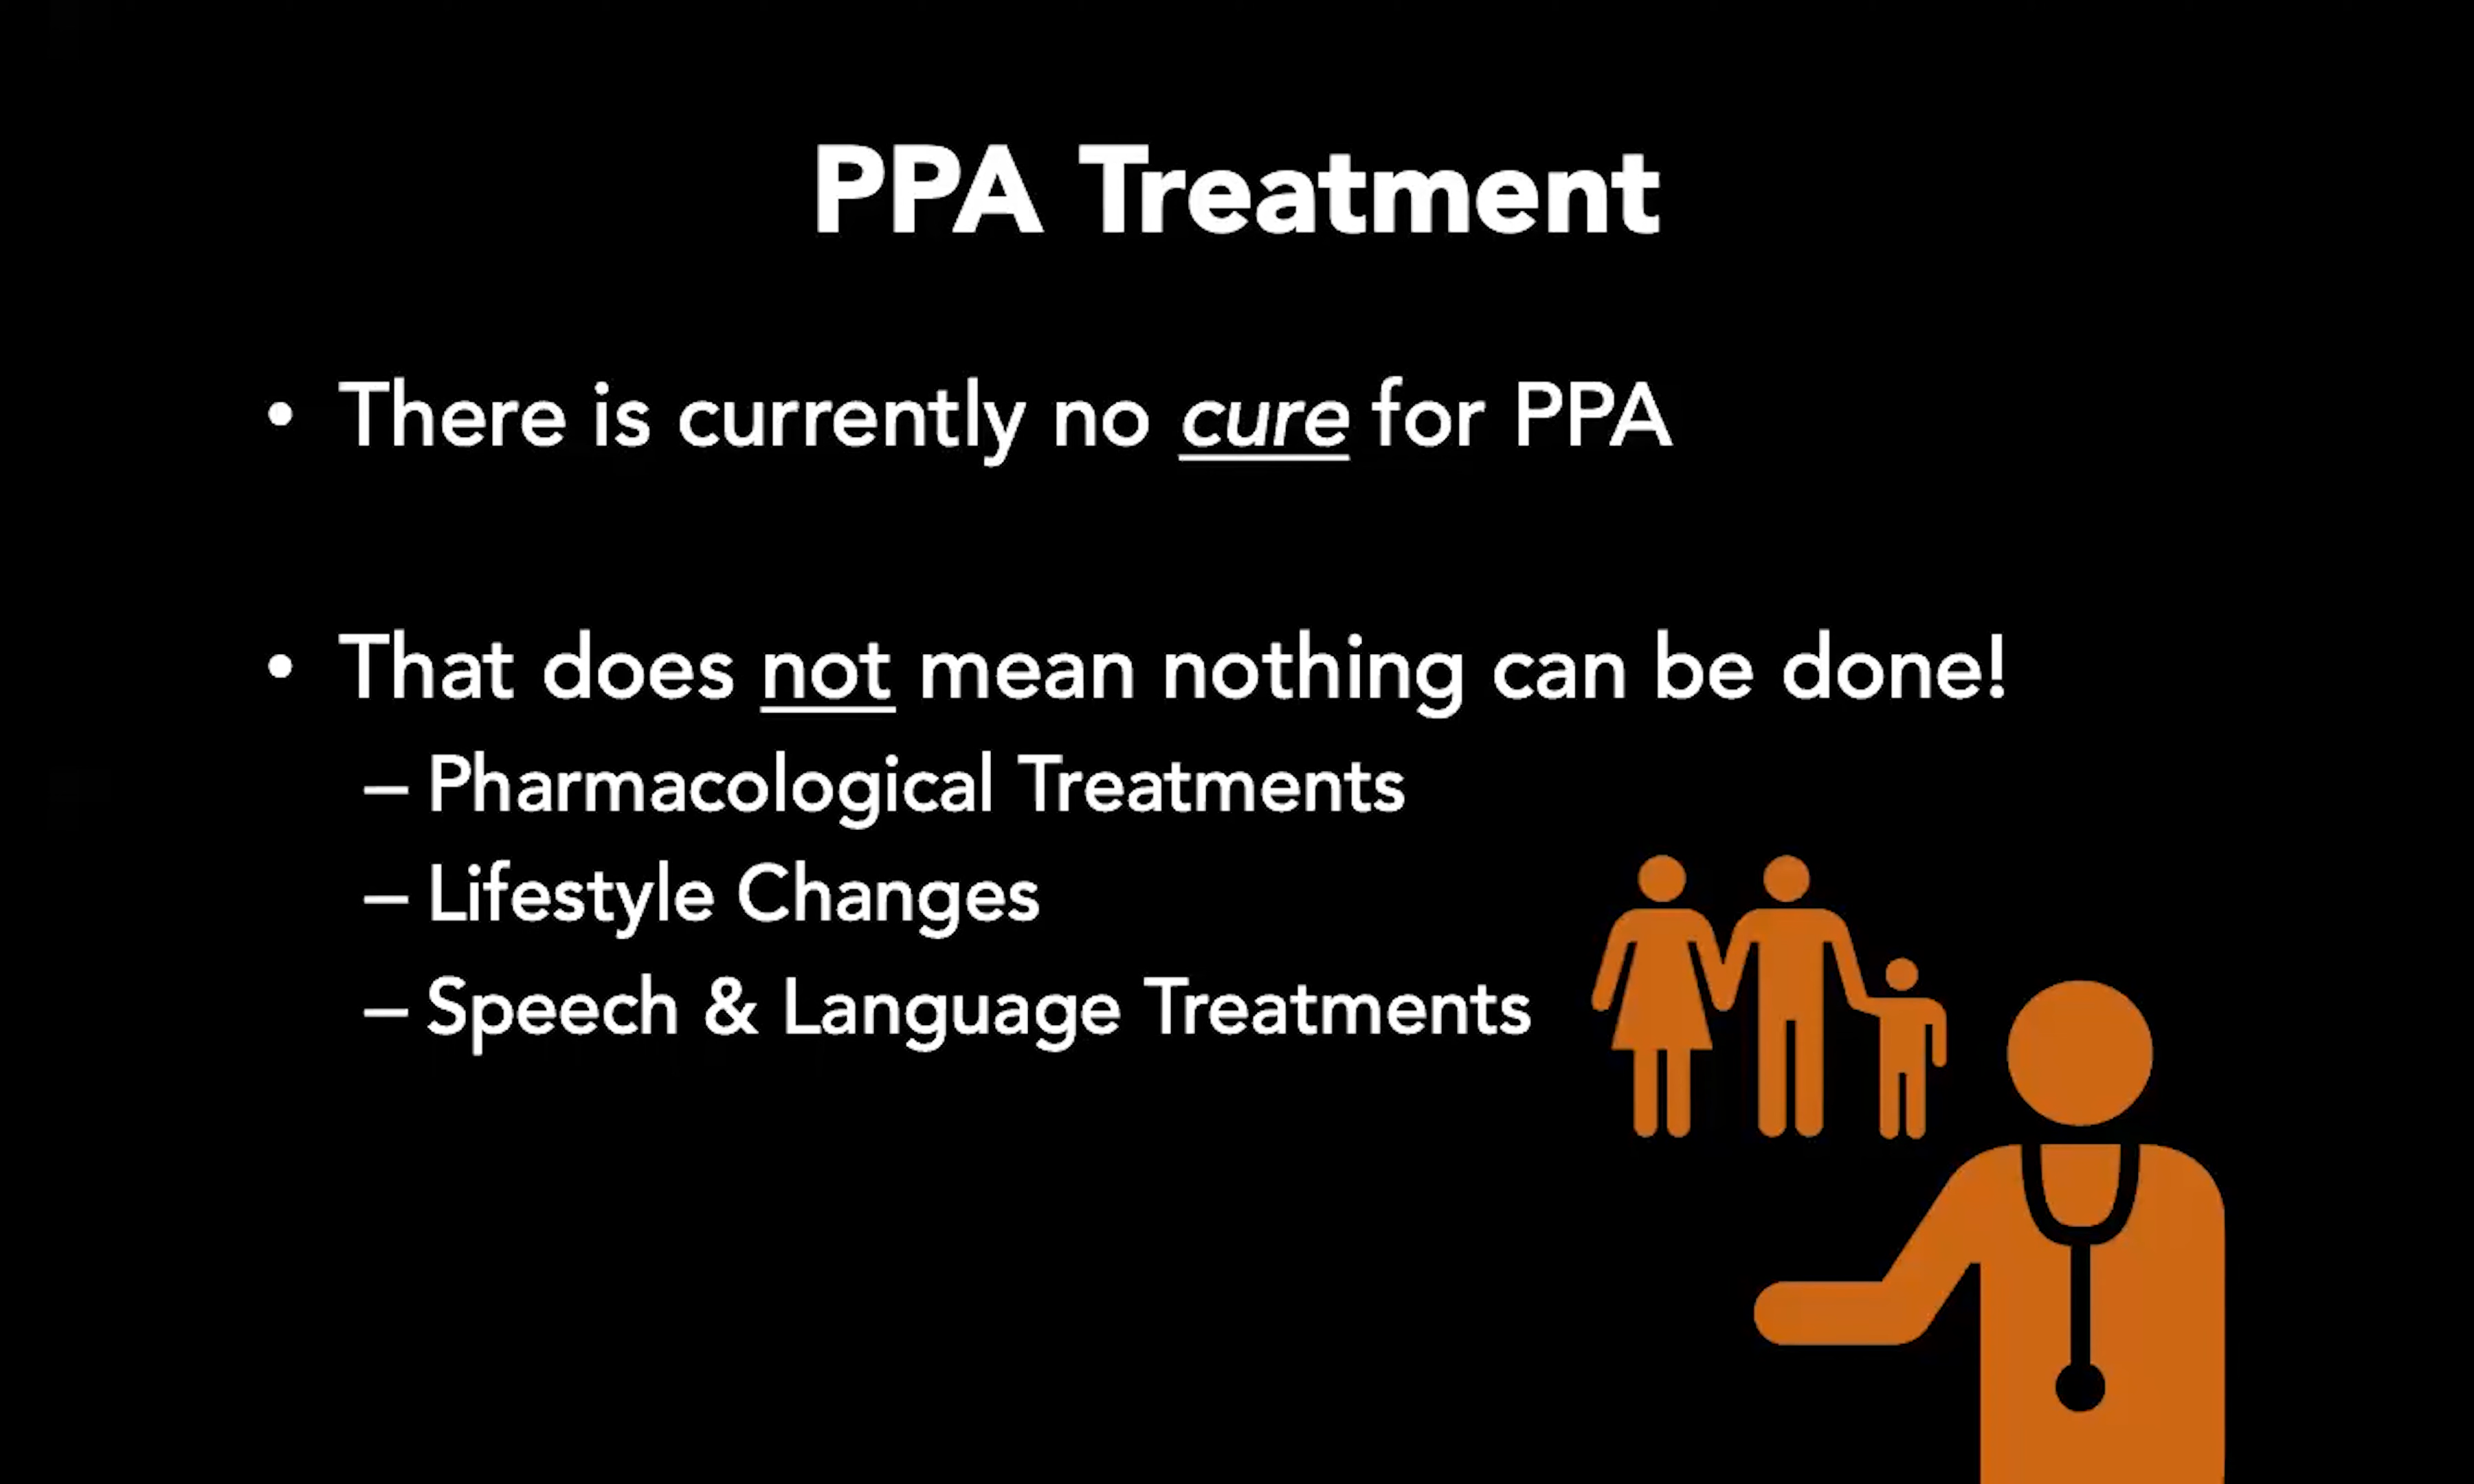 PPA Treatment
• There is currently no cure for PPA
• That does not mean nothing can be done!
– Pharmacological Treatments
– Lifestyle Changes
– Speech & Language Treatments